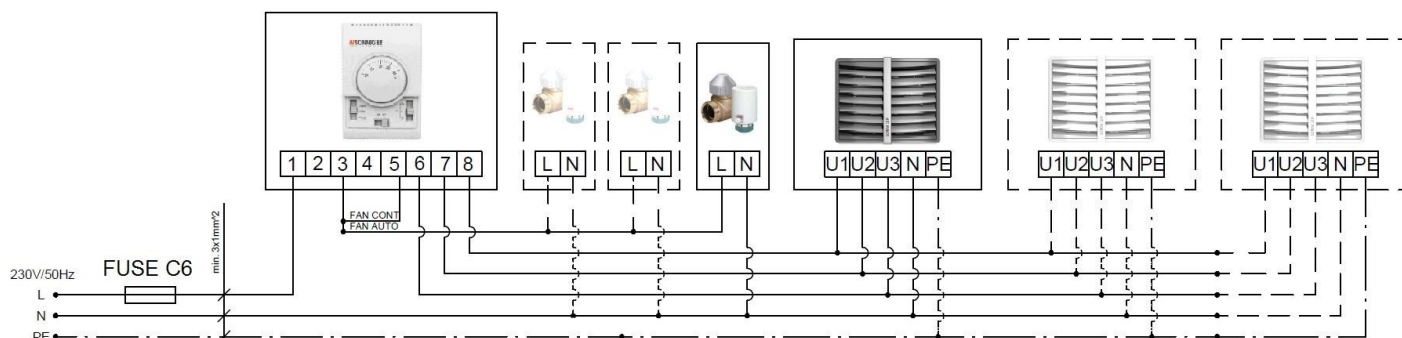 SONNIGER
L N
L N
L N
U1 U2 U3 N PE
U1 U2 U3 N PE
U1 U2 U3 N PE
1 2 3 4 5 6 7 8
FAN CONT
FAN AUTO
min. 3x1mm^2
230V/50Hz
FUSE C6
L
N
PE